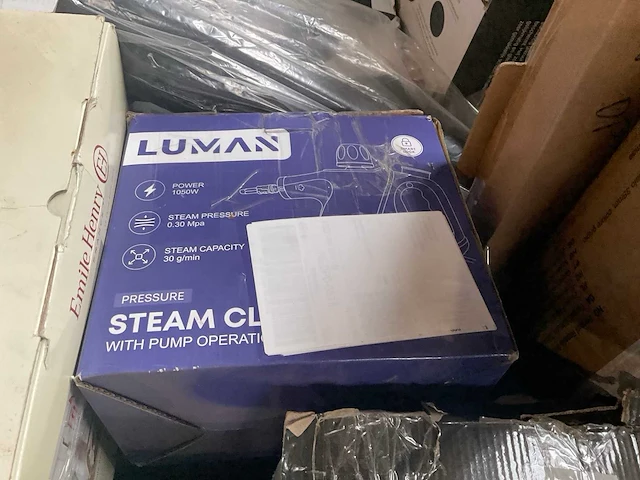 LUMAN
POWER
1050W
STEAM PRESSURE
0.30 Mpa
STEAM CAPACITY
30 g/min
PRESSURE
STEAM CL
WITH PUMP OPERATI
Emile Henry